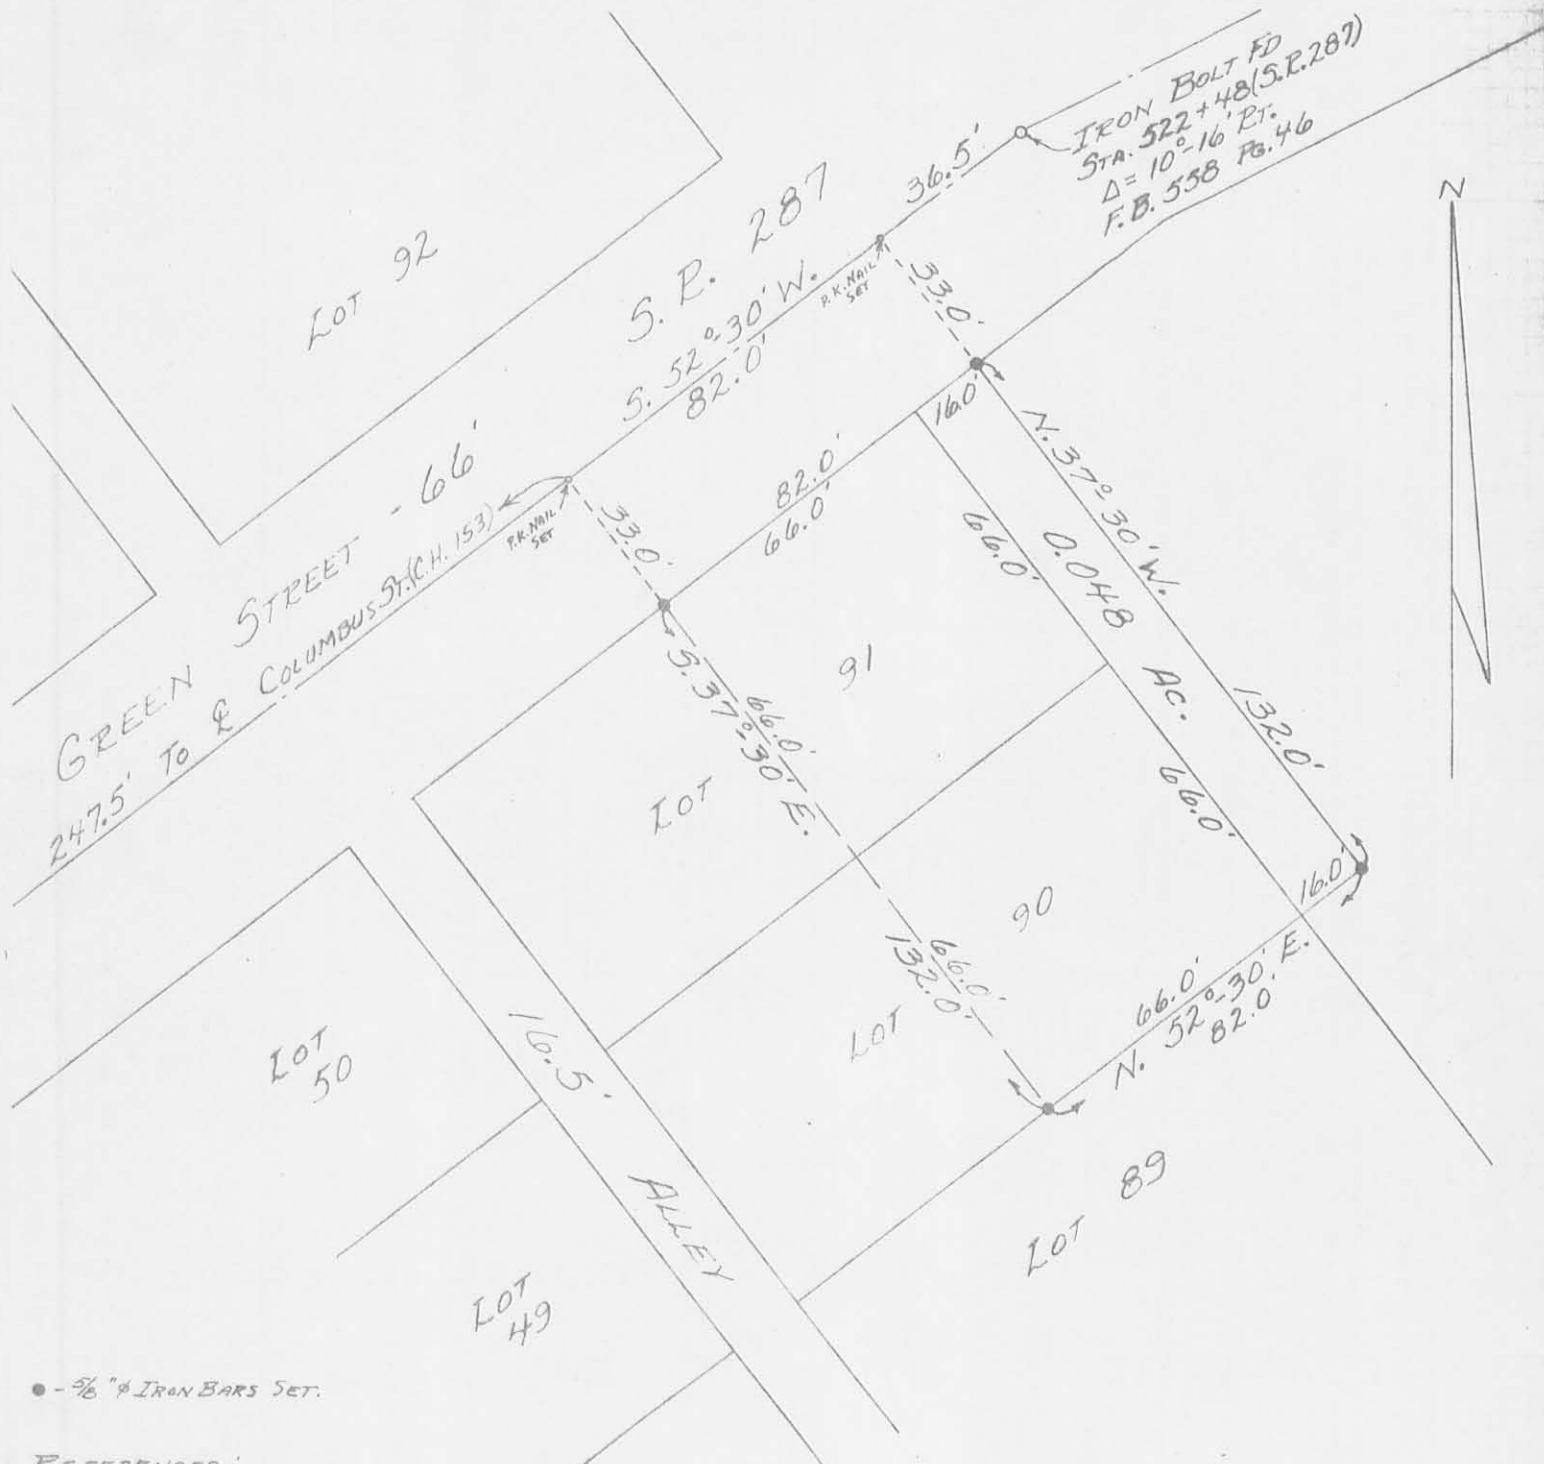 IRON BOLT FD
STA. 522+48(S.R.287)
Δ= 10°-16' RT.
F.B. 558 PG. 46
36.5'
N
LOT 92
S.R. 287
S. 52°-30' W.
82.0'
P.K. NAIL
SET
33.0'
16.0'
GREEN STREET - 66'
247.5' TO ℄ COLUMBUS ST.(C.H. 153)
P.K. NAIL
SET
33.0'
82.0'
66.0'
N. 37°-30' W.
132.0'
66.0'
0.048 AC.
66.0'
16.0'
LOT 91
66.0'
S. 37°-30' E.
LOT 90
66.0'
132.0'
66.0'
N. 52°-30' E.
82.0'
LOT 89
LOT
50
16.5' ALLEY
LOT
49
● - 5/8"φ IRON BARS SET.